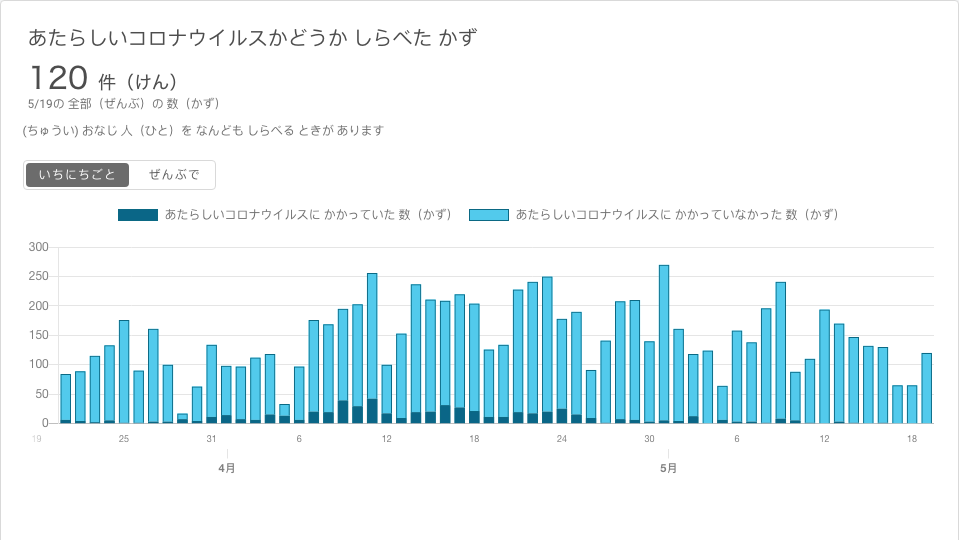 あたらしいコロナウイルスかどうか しらべた かず
120 件（けん）
5/19の 全部（ぜんぶ）の 数（かず）
(ちゅうい) おなじ 人（ひと）を なんども しらべる ときが あります
いちにちごと ぜんぶで
あたらしいコロナウイルスに かかっていた 数（かず） あたらしいコロナウイルスに かかっていなかった 数（かず）
300
250
200
150
100
50
0
19 25 31 6 12 18 24 30 6 12 18
4月 5月